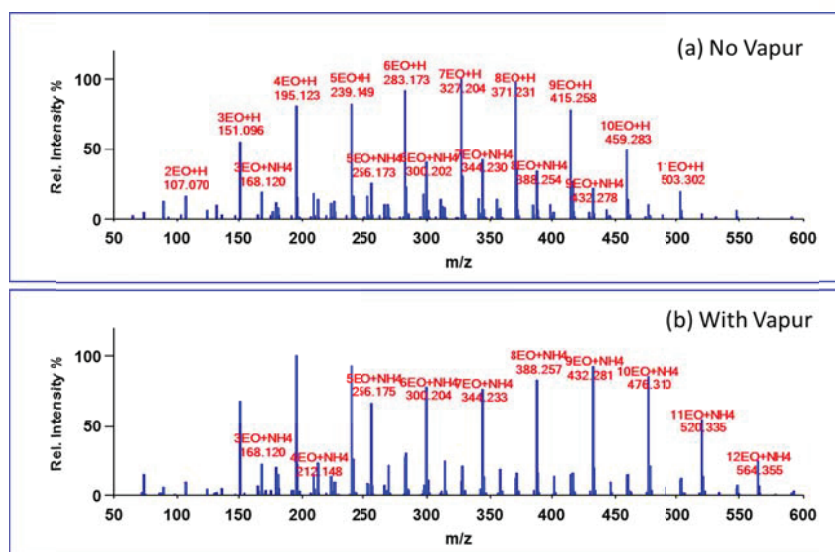 (a) No Vapur
Rel. Intensity %
100
50
0
2EO+H
107.070
3EO+H
151.096
3EO+NH4
168.120
4EO+H
195.123
5EO+H
239.149
5EO+NH4
256.173
6EO+H
283.173
6EO+NH4
300.202
7EO+H
327.204
7EO+NH4
344.230
8EO+H
371.231
8EO+NH4
388.254
9EO+H
415.258
9EO+NH4
432.278
10EO+H
459.283
11EO+H
503.302
50 100 150 200 250 300 350 400 450 500 550 600
m/z
(b) With Vapur
Rel. Intensity %
100
50
0
3EO+NH4
168.120
4EO+NH4
212.148
5EO+NH4
256.175
6EO+NH4
300.204
7EO+NH4
344.233
8EO+NH4
388.257
9EO+NH4
432.281
10EO+NH4
476.310
11EO+NH4
520.335
12EO+NH4
564.355
50 100 150 200 250 300 350 400 450 500 550 600
m/z